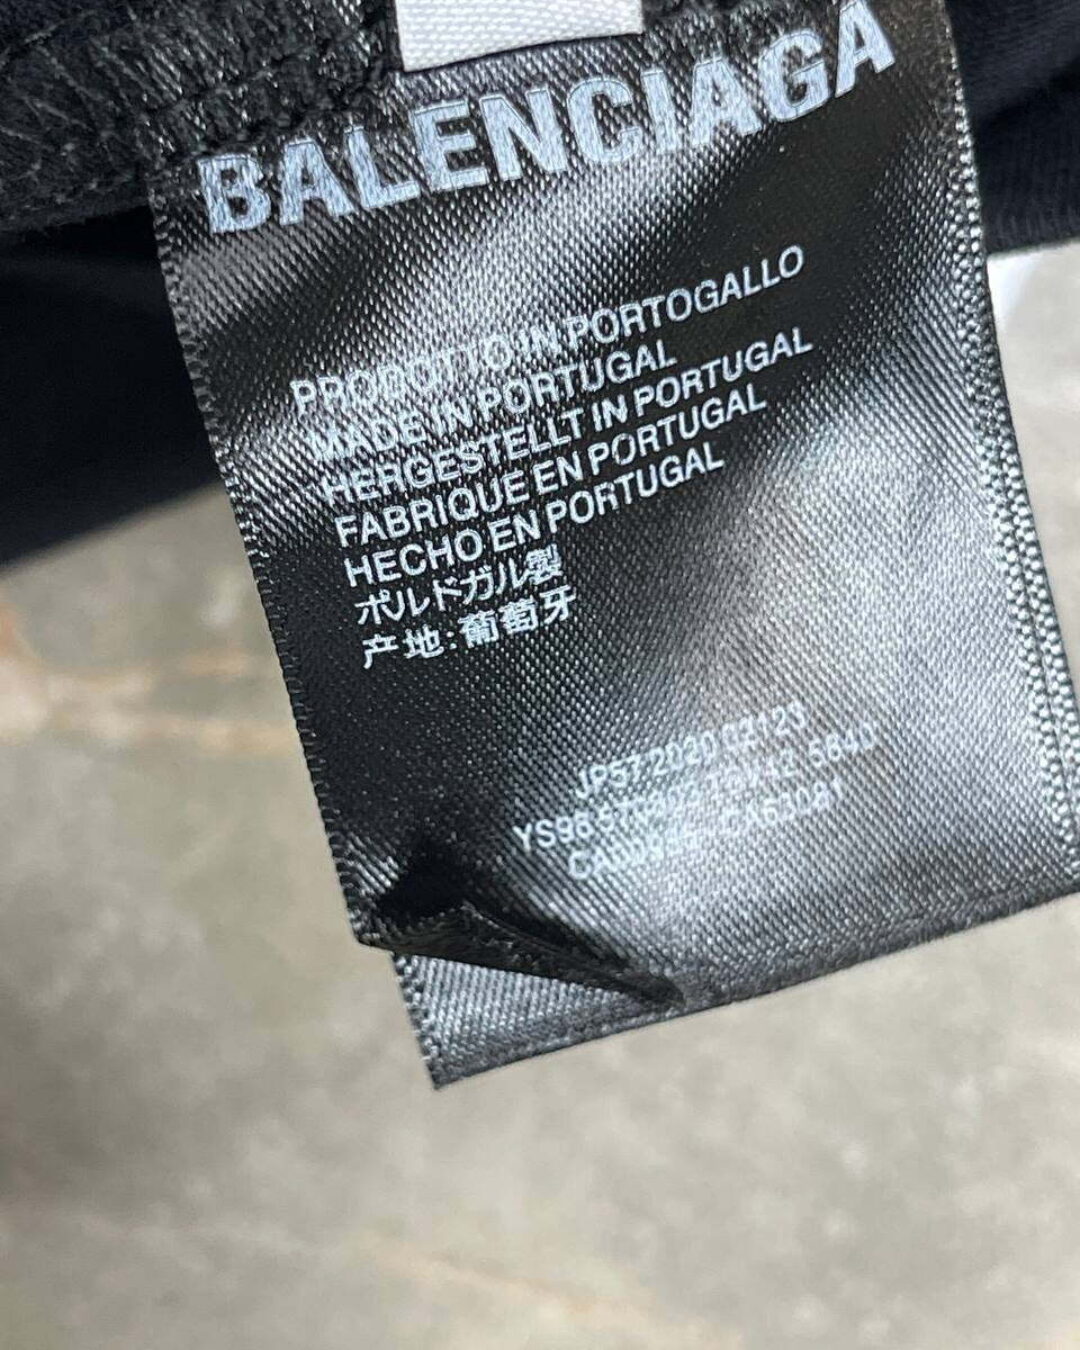 BALENCIAGA
PRODOTTO IN PORTOGALLO
MADE IN PORTUGAL
HERGESTELLT IN PORTUGAL
FABRIQUE EN PORTUGAL
HECHO EN PORTUGAL
ポルドガル製
产地:葡萄牙
YS98